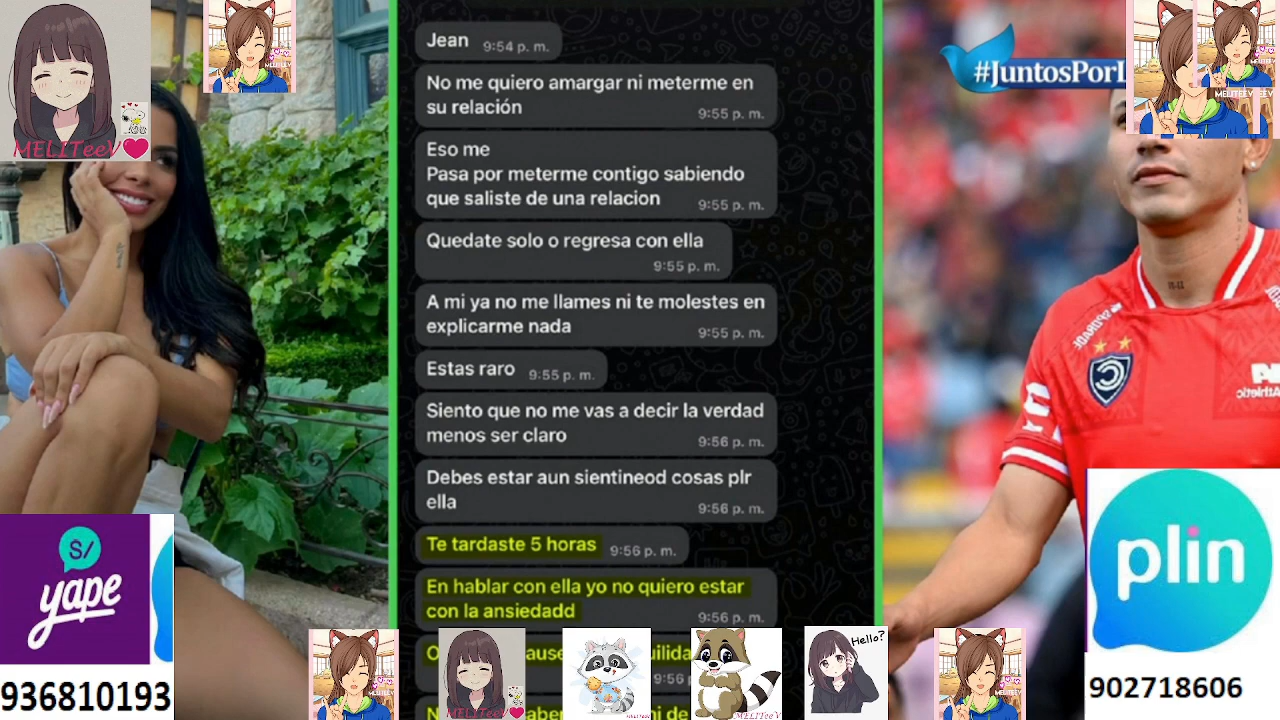 MELITeeV
Jean 9:54 p. m.
No me quiero amargar ni meterme en
su relación 9:55 p. m.
Eso me
Pasa por meterme contigo sabiendo
que saliste de una relacion 9:55 p. m.
Quedate solo o regresa con ella
9:55 p. m.
A mi ya no me llames ni te molestes en
explicarme nada 9:55 p. m.
Estas raro 9:55 p. m.
Siento que no me vas a decir la verdad
menos ser claro 9:56 p. m.
Debes estar aun sientineod cosas plr
ella 9:56 p. m.
Te tardaste 5 horas 9:56 p. m.
En hablar con ella yo no quiero estar
con la ansiedadd 9:56 p. m.
#JuntosPor
MELITEEV
S/
yape
936810193
plin
902718606
MELITeeV
MELITeeV
Hello?